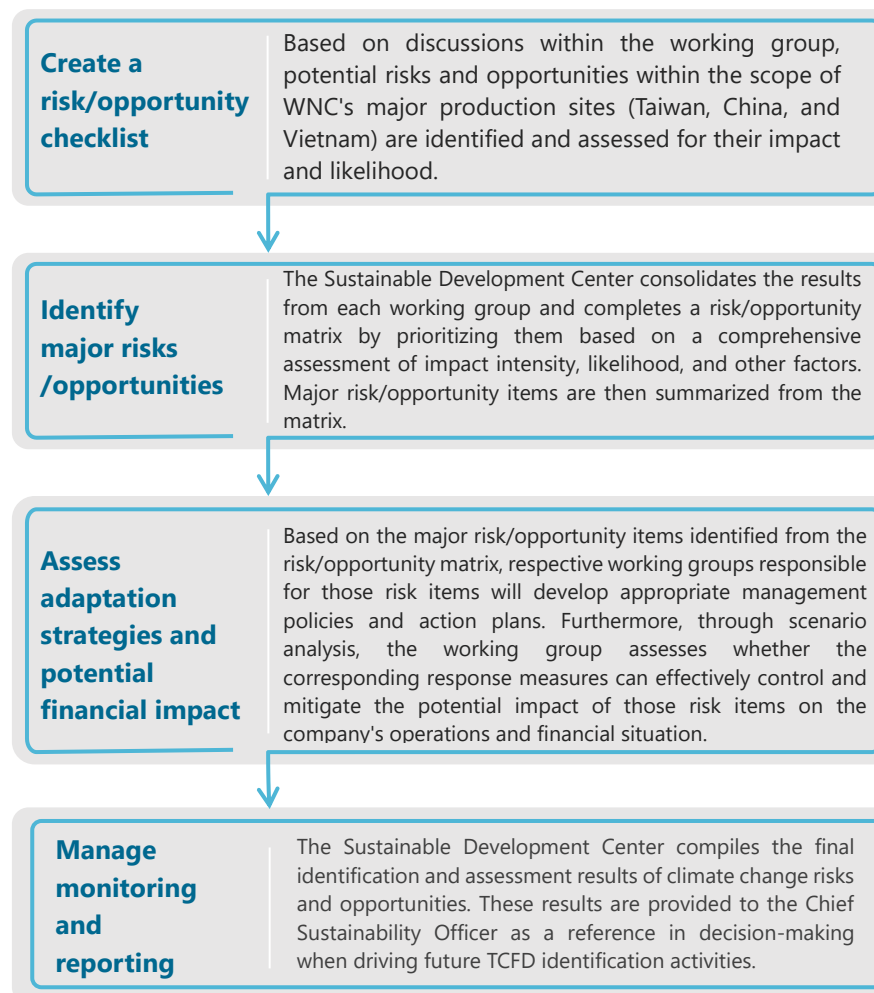 Create a
risk/opportunity
checklist
Based on discussions within the working group,
potential risks and opportunities within the scope of
WNC's major production sites (Taiwan, China, and
Vietnam) are identified and assessed for their impact
and likelihood.
Identify
major risks
/opportunities
The Sustainable Development Center consolidates the results
from each working group and completes a risk/opportunity
matrix by prioritizing them based on a comprehensive
assessment of impact intensity, likelihood, and other factors.
Major risk/opportunity items are then summarized from the
matrix.
Assess
adaptation
strategies and
potential
financial impact
Based on the major risk/opportunity items identified from the
risk/opportunity matrix, respective working groups responsible
for those risk items will develop appropriate management
policies and action plans. Furthermore, through scenario
analysis, the working group assesses whether the
corresponding response measures can effectively control and
mitigate the potential impact of those risk items on the
company's operations and financial situation.
Manage
monitoring
and
reporting
The Sustainable Development Center compiles the final
identification and assessment results of climate change risks
and opportunities. These results are provided to the Chief
Sustainability Officer as a reference in decision-making
when driving future TCFD identification activities.